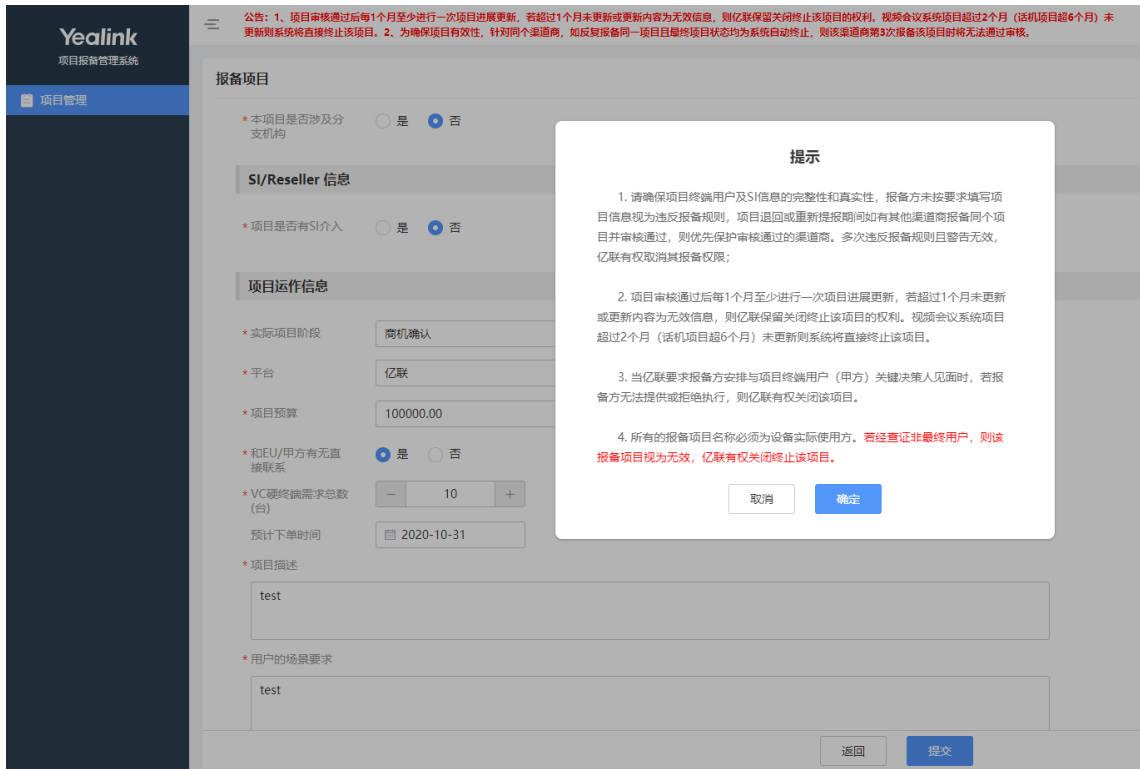 Yealink
项目报备管理系统
项目管理
公告：1、项目审核通过后每1个月至少进行一次项目进展更新，若超过1个月未更新或更新内容为无效信息，则亿联保留关闭终止该项目的权利。视频会议系统项目超过2个月（话机项目超6个月）未
更新则系统将直接终止该项目。2、为确保项目有效性，针对同个渠道商，如反复报备同一项目且最终项目状态均为系统自动终止，则该渠道商第3次报备该项目时将无法通过审核。
报备项目
* 本项目是否涉及分
支机构
是 否
SI/Reseller 信息
* 项目是否有SI介入
是 否
项目运作信息
* 实际项目阶段
商机确认
* 平台
亿联
* 项目预算
100000.00
* 和EU/甲方有无直
接联系
是 否
* VC硬终端需求总数
(台)
− 10 +
预计下单时间
2020-10-31
* 项目描述
test
* 用户的场景要求
test
返回 提交
提示
1. 请确保项目终端用户及SI信息的完整性和真实性，报备方未按要求填写项
目信息视为违反报备规则，项目退回或重新提报期间如有其他渠道商报备同个项
目并审核通过，则优先保护审核通过的渠道商。多次违反报备规则且警告无效，
亿联有权取消其报备权限；
2. 项目审核通过后每1个月至少进行一次项目进展更新，若超过1个月未更新
或更新内容为无效信息，则亿联保留关闭终止该项目的权利。视频会议系统项目
超过2个月（话机项目超6个月）未更新则系统将直接终止该项目。
3. 当亿联要求报备方安排与项目终端用户（甲方）关键决策人见面时，若报
备方无法提供或拒绝执行，则亿联有权关闭该项目。
4. 所有的报备项目名称必须为设备实际使用方。若经查证非最终用户，则该
报备项目视为无效，亿联有权关闭终止该项目。
取消 确定